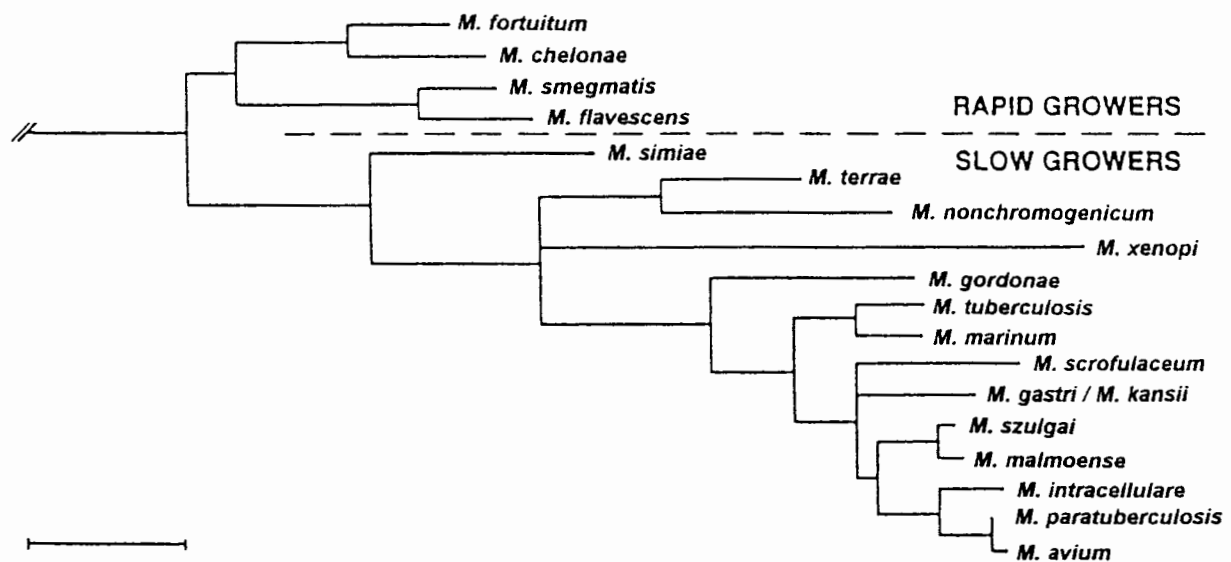 M. fortuitum
M. chelonae
M. smegmatis
RAPID GROWERS
M. flavescens
M. simiae
SLOW GROWERS
M. terrae
M. nonchromogenicum
M. xenopi
M. gordonae
M. tuberculosis
M. marinum
M. scrofulaceum
M. gastri / M. kansii
M. szulgai
M. malmoense
M. intracellulare
M. paratuberculosis
M. avium